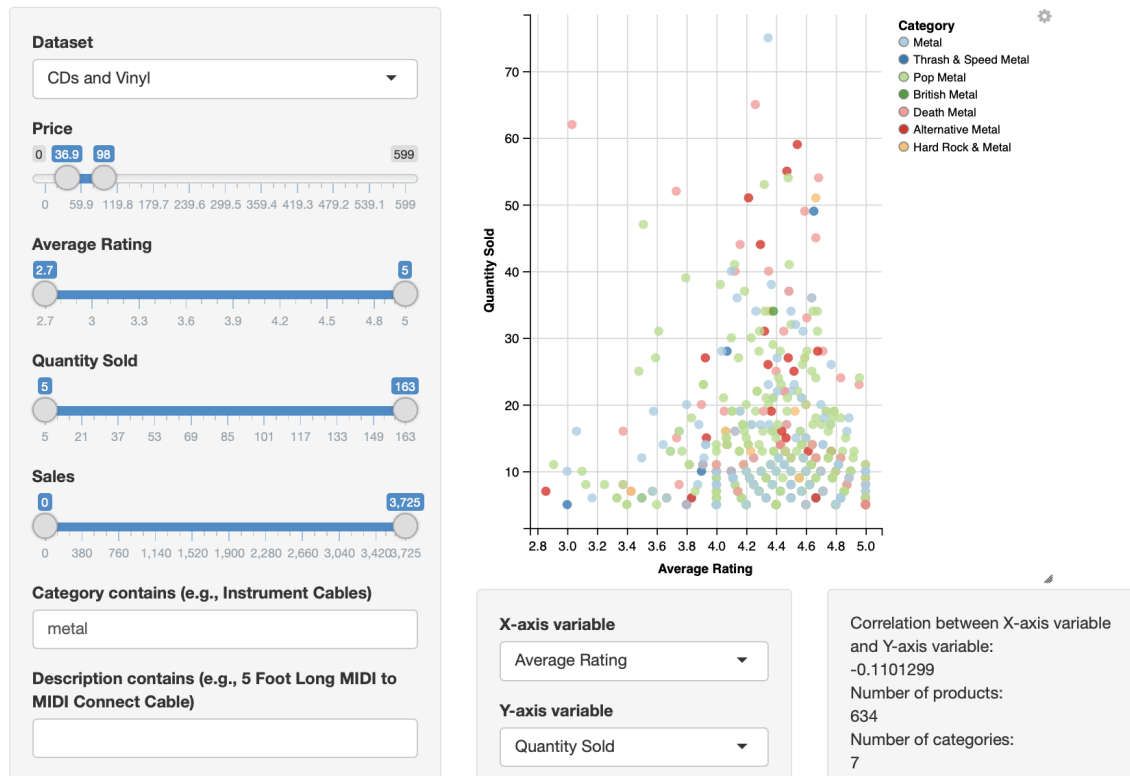 Dataset
CDs and Vinyl
Price
0 36.9 98 599
0 59.9 119.8 179.7 239.6 299.5 359.4 419.3 479.2 539.1 599
Average Rating
2.7 5
2.7 3 3.3 3.6 3.9 4.2 4.5 4.8 5
Quantity Sold
5 163
5 21 37 53 69 85 101 117 133 149 163
Sales
0 3,725
0 380 760 1,140 1,520 1,900 2,280 2,660 3,040 3,420 3,725
Category contains (e.g., Instrument Cables)
metal
Description contains (e.g., 5 Foot Long MIDI to
MIDI Connect Cable)
Quantity Sold
70
60
50
40
30
20
10
2.8 3.0 3.2 3.4 3.6 3.8 4.0 4.2 4.4 4.6 4.8 5.0
Average Rating
Category
Metal
Thrash & Speed Metal
Pop Metal
British Metal
Death Metal
Alternative Metal
Hard Rock & Metal
X-axis variable
Average Rating
Y-axis variable
Quantity Sold
Correlation between X-axis variable
and Y-axis variable:
-0.1101299
Number of products:
634
Number of categories:
7